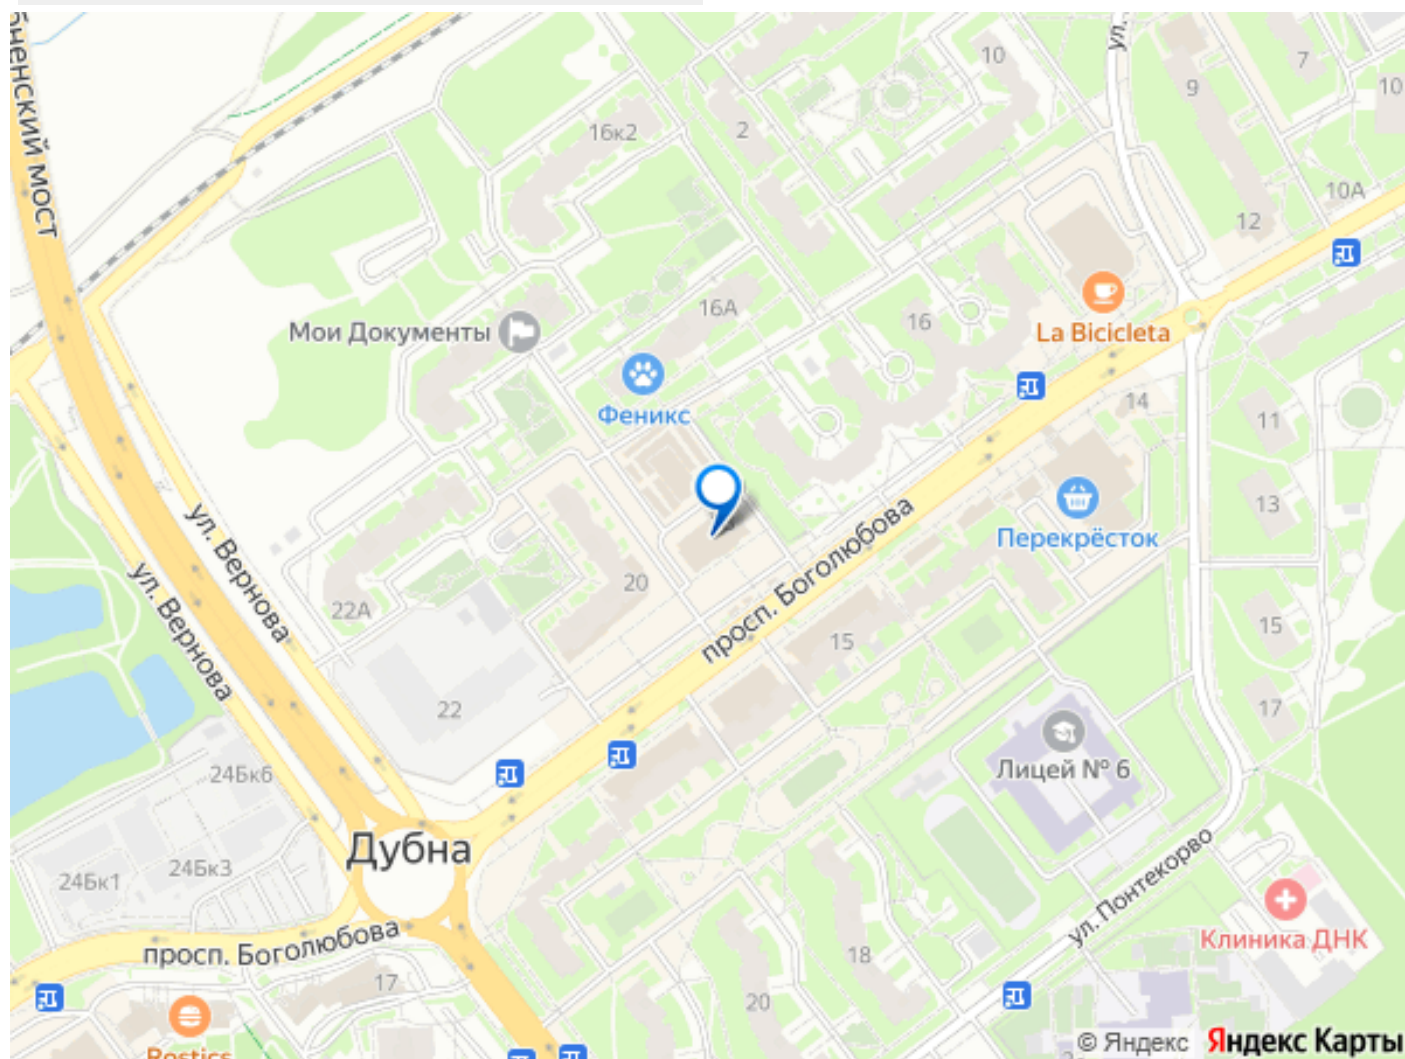 бненский мост
ул.
10
7
9
10
16к2
2
10А
12
16А
16
Мои Документы
La Bicicleta
Феникс
14
11
13
Перекрёсток
ул. Вернова
просп. Боголюбова
ул. Вернова
20
22А
15
15
22
17
24Бк6
Лицей № 6
Дубна
24Бк3
24Бк1
ул. Понтекорво
просп. Боголюбова
Клиника ДНК
18
17
20
Rostics
© Яндекс Яндекс Карты